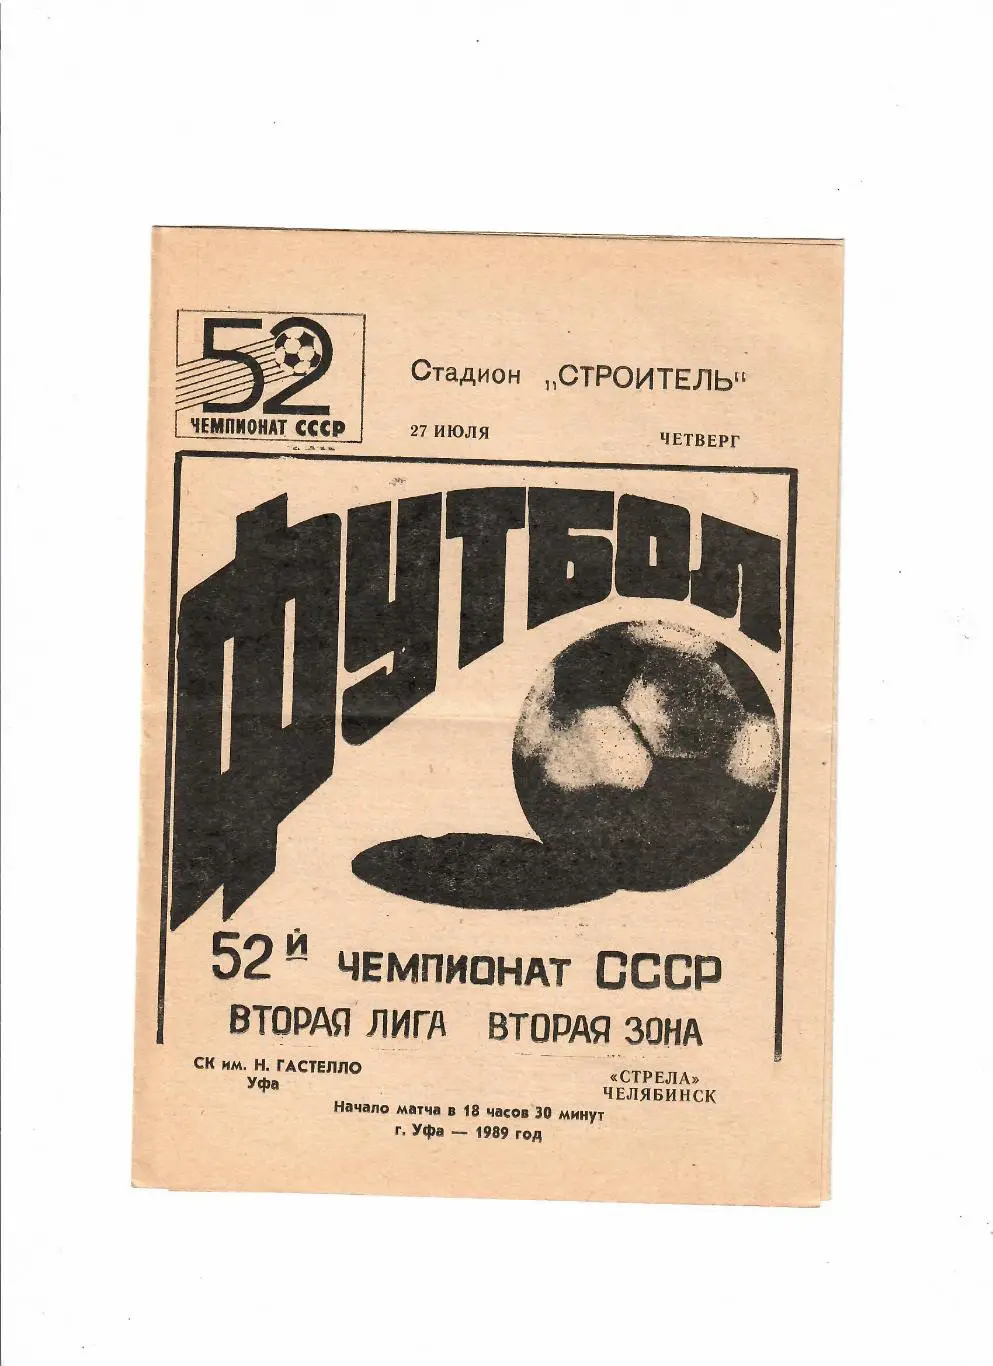 52
ЧЕМПИОНАТ СССР
Стадион „СТРОИТЕЛЬ“
27 ИЮЛЯ ЧЕТВЕРГ
ФУТБОЛ
52й ЧЕМПИОНАТ СССР
ВТОРАЯ ЛИГА ВТОРАЯ ЗОНА
СК им. Н. ГАСТЕЛЛО
Уфа
«СТРЕЛА»
ЧЕЛЯБИНСК
Начало матча в 18 часов 30 минут
г. Уфа — 1989 год